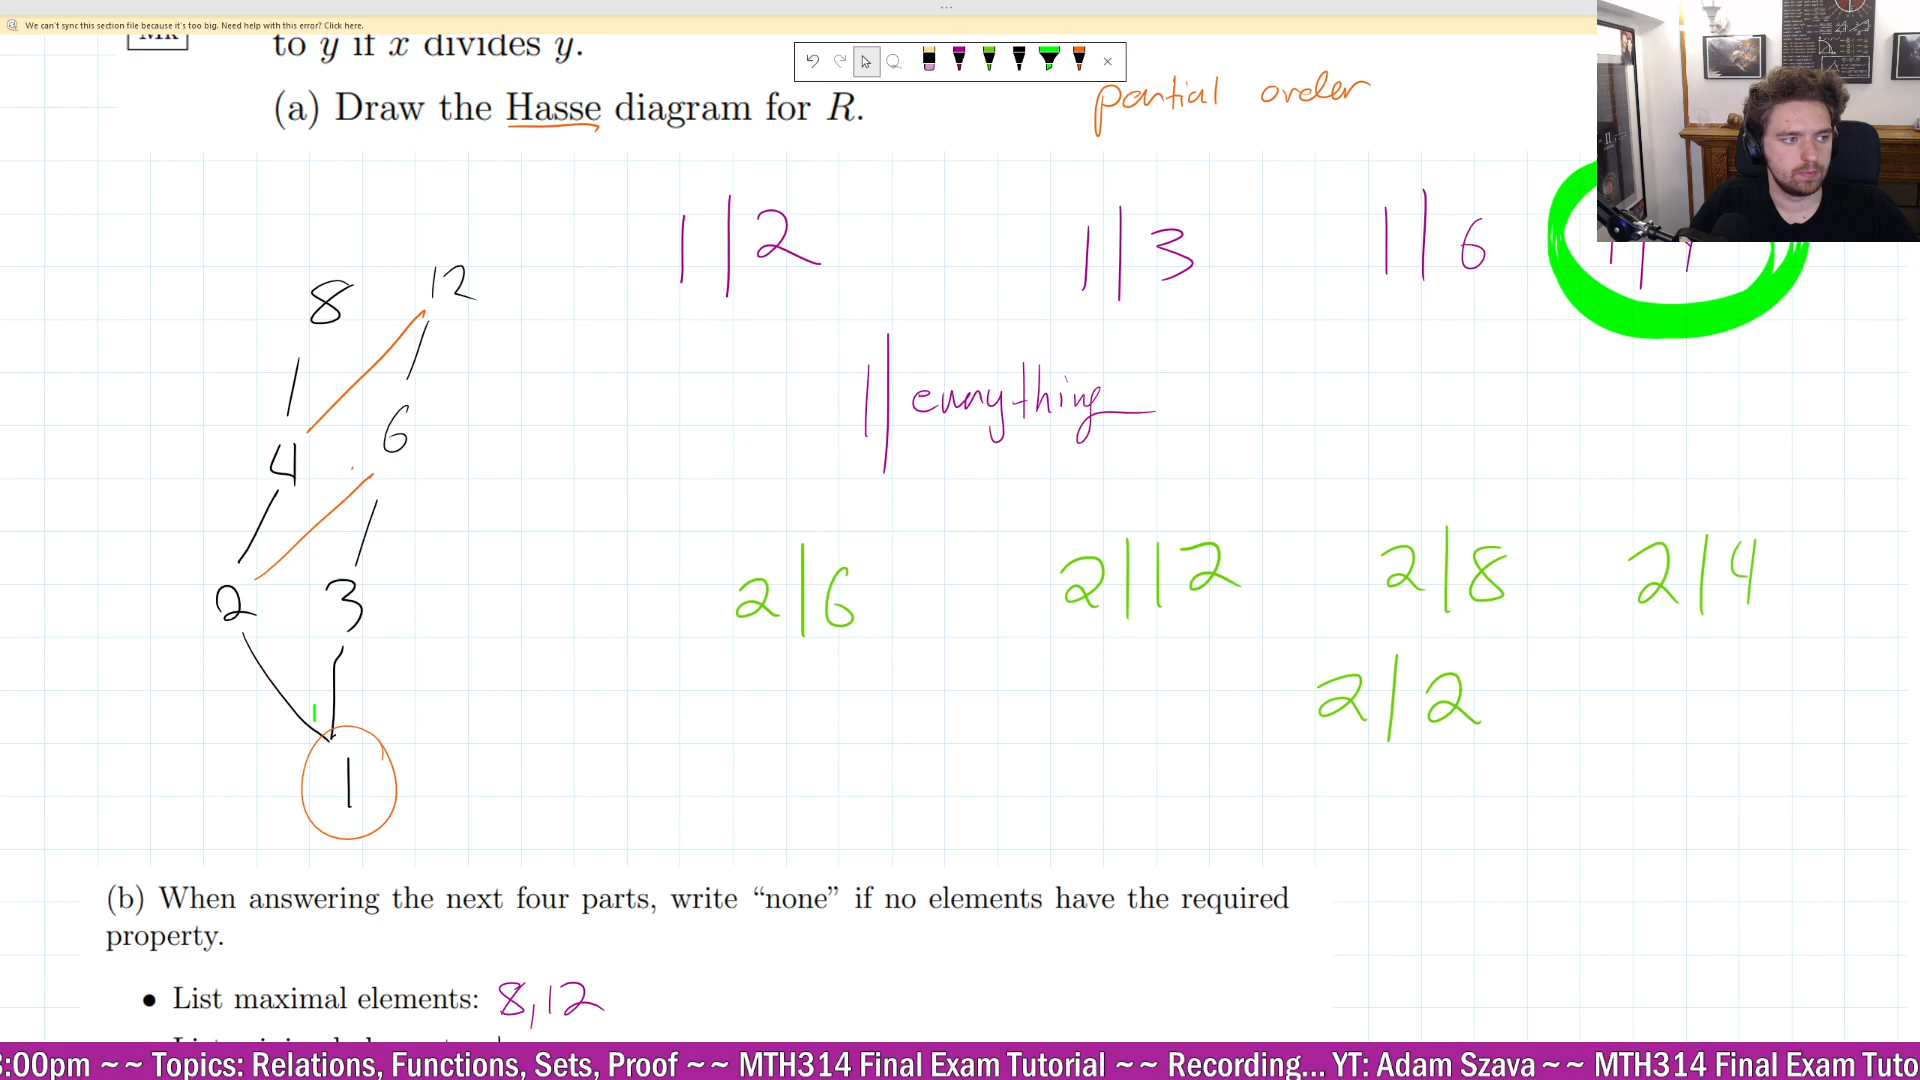 We can't sync this section file because it's too big. Need help with this error? Click here.
to y if x divides y.
(a) Draw the Hasse diagram for R.
partial order
1 | 2
1 | 3
1 | 6
8
12
1 | everything
4
6
2
3
2 | 6
2 | 12
2 | 8
2 | 4
2 | 2
1
(b) When answering the next four parts, write “none” if no elements have the required
property.
• List maximal elements: 8, 12
3:00pm ~~ Topics: Relations, Functions, Sets, Proof ~~ MTH314 Final Exam Tutorial ~~ Recording... YT: Adam Szava ~~ MTH314 Final Exam Tuto